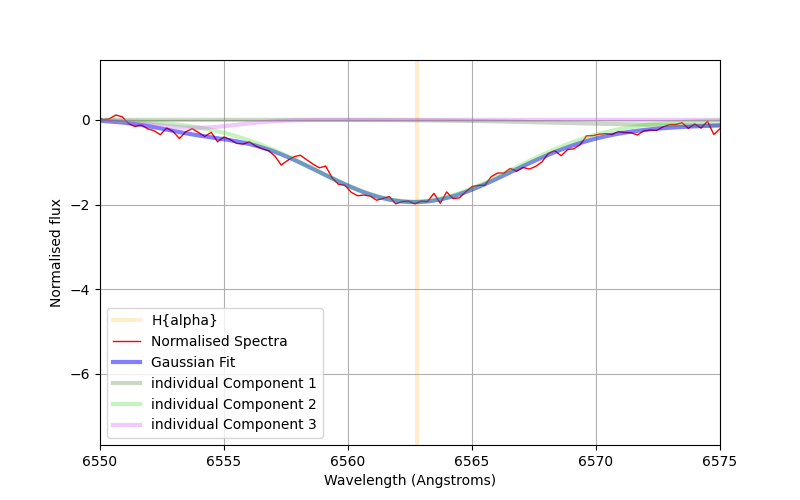 0
−2
−4
−6
Normalised flux
H{alpha}
Normalised Spectra
Gaussian Fit
individual Component 1
individual Component 2
individual Component 3
6550 6555 6560 6565 6570 6575
Wavelength (Angstroms)